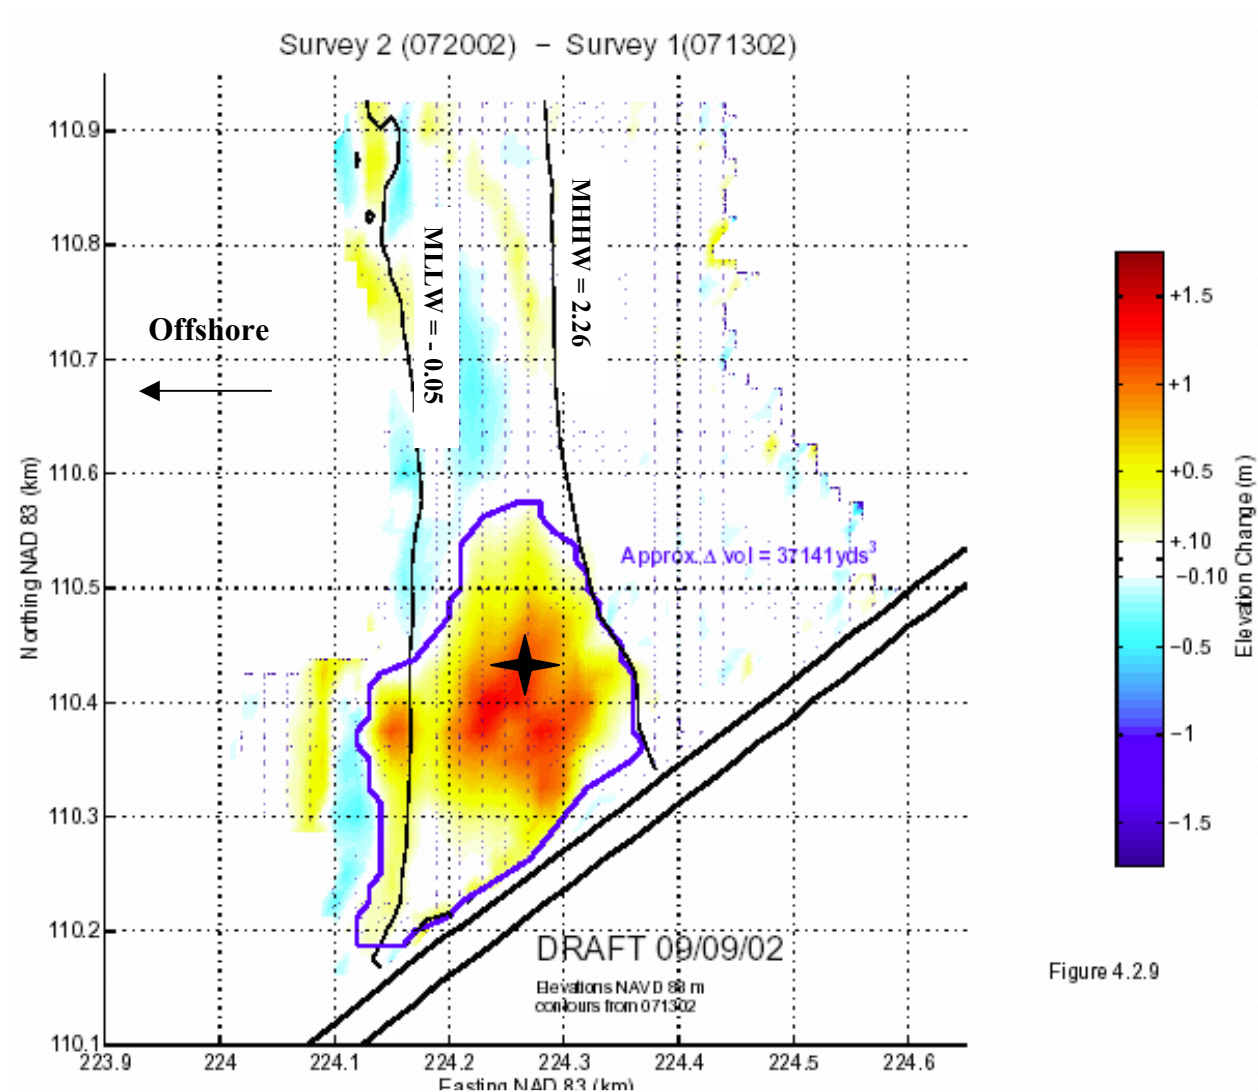 Survey 2 (072002) – Survey 1(071302)
110.9
110.8
110.7
110.6
110.5
110.4
110.3
110.2
110.1
Northing NAD 83 (km)
Offshore
MLLW = - 0.05
MHHW = 2.26
Approx. Δ vol = 37141yds³
DRAFT 09/09/02
Elevations NAVD 88 m
contours from 071302
223.9
224
224.1
224.2
224.3
224.4
224.5
224.6
Easting NAD 83 (km)
+1.5
+1
+0.5
+.10
−0.10
−0.5
−1
−1.5
Elevation Change (m)
Figure 4.2.9